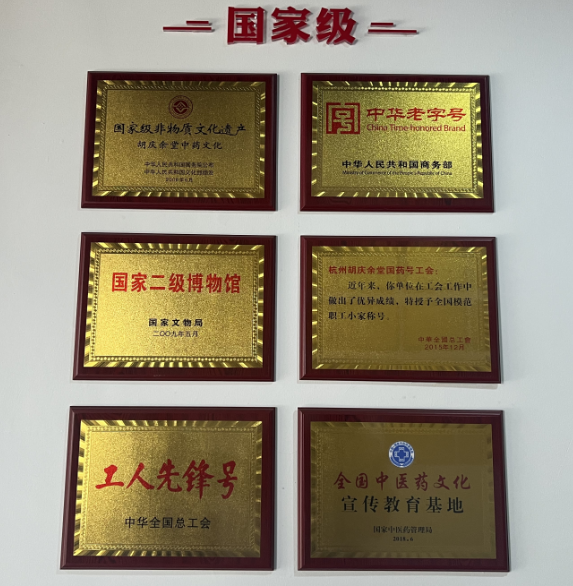 国家级
国家级非物质文化遗产
胡庆余堂中药文化
中华老字号
China Time-honored Brand
中华人民共和国商务部
国家二级博物馆
国家文物局
二〇〇九年五月
杭州胡庆余堂国药号工会：
近年来，你单位在工会工作中
做出了优异成绩，特授予全国模范
职工小家称号。
中华全国总工会
2015年12月
工人先锋号
中华全国总工会
全国中医药文化
宣传教育基地
国家中医药管理局